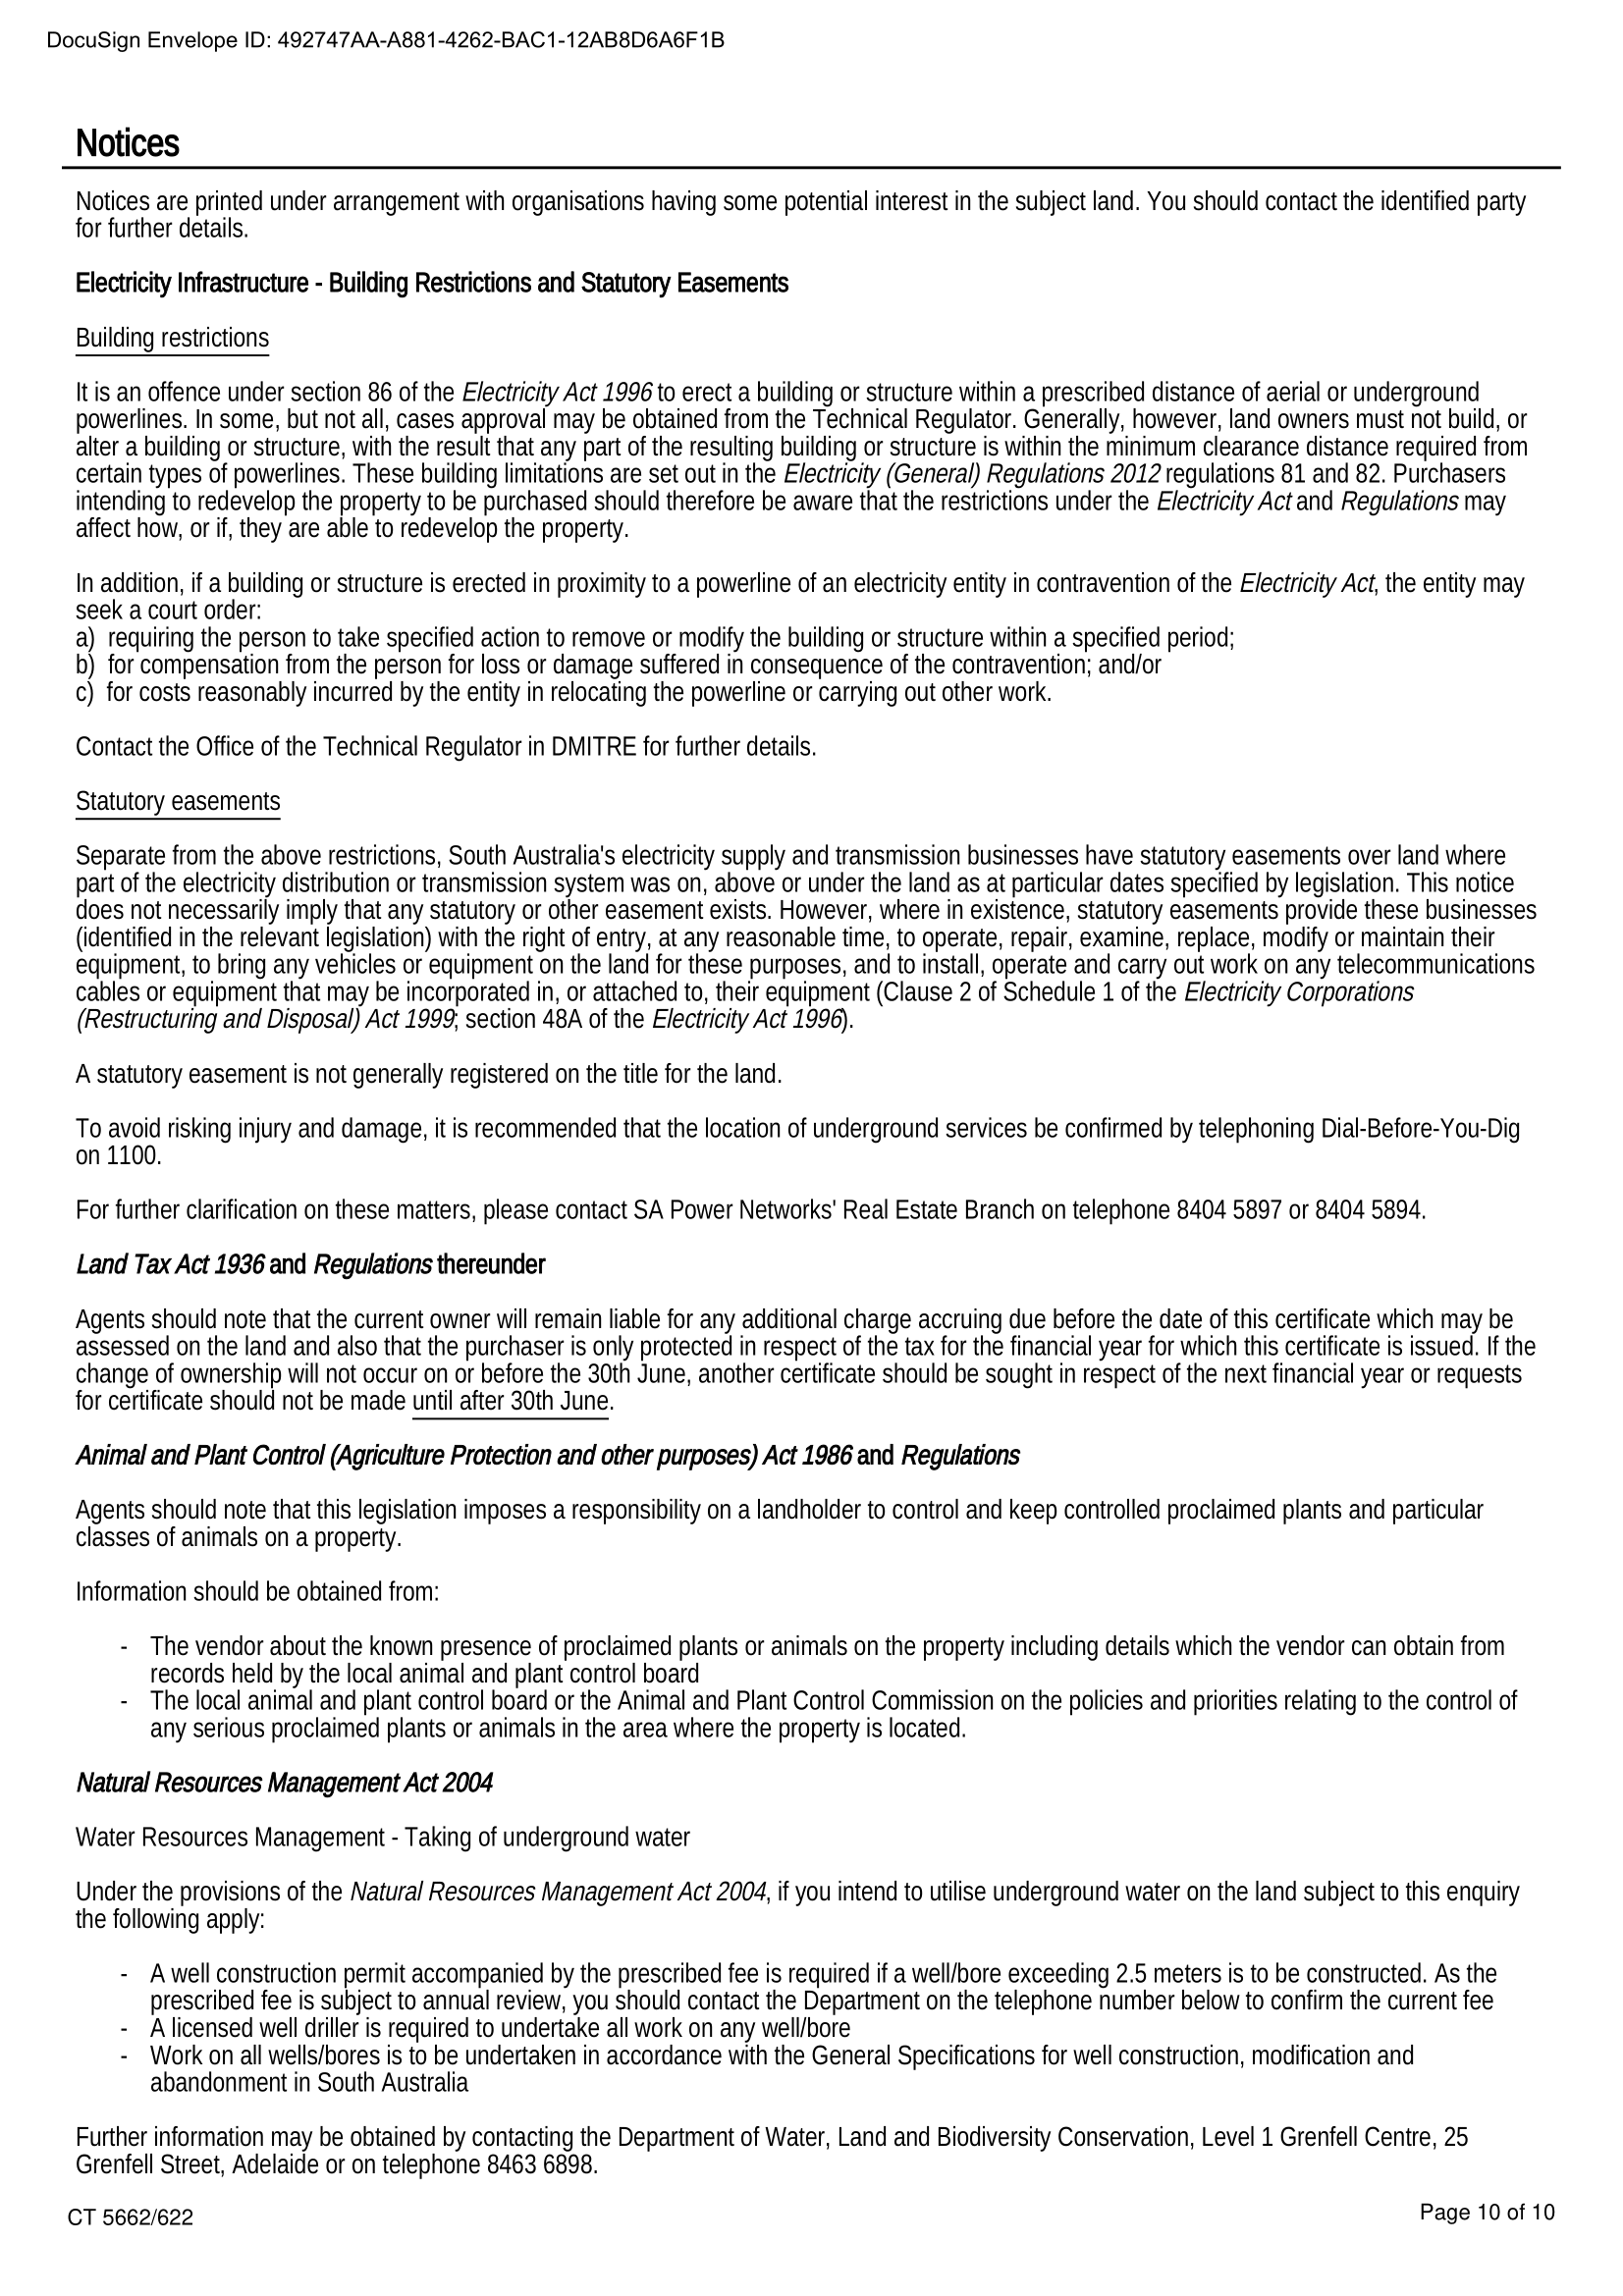 DocuSign Envelope ID: 492747AA-A881-4262-BAC1-12AB8D6A6F1B
Notices
Notices are printed under arrangement with organisations having some potential interest in the subject land. You should contact the identified party
for further details.
Electricity Infrastructure - Building Restrictions and Statutory Easements
Building restrictions
It is an offence under section 86 of the Electricity Act 1996 to erect a building or structure within a prescribed distance of aerial or underground
powerlines. In some, but not all, cases approval may be obtained from the Technical Regulator. Generally, however, land owners must not build, or
alter a building or structure, with the result that any part of the resulting building or structure is within the minimum clearance distance required from
certain types of powerlines. These building limitations are set out in the Electricity (General) Regulations 2012 regulations 81 and 82. Purchasers
intending to redevelop the property to be purchased should therefore be aware that the restrictions under the Electricity Act and Regulations may
affect how, or if, they are able to redevelop the property.
In addition, if a building or structure is erected in proximity to a powerline of an electricity entity in contravention of the Electricity Act, the entity may
seek a court order:
a) requiring the person to take specified action to remove or modify the building or structure within a specified period;
b) for compensation from the person for loss or damage suffered in consequence of the contravention; and/or
c) for costs reasonably incurred by the entity in relocating the powerline or carrying out other work.
Contact the Office of the Technical Regulator in DMITRE for further details.
Statutory easements
Separate from the above restrictions, South Australia's electricity supply and transmission businesses have statutory easements over land where
part of the electricity distribution or transmission system was on, above or under the land as at particular dates specified by legislation. This notice
does not necessarily imply that any statutory or other easement exists. However, where in existence, statutory easements provide these businesses
(identified in the relevant legislation) with the right of entry, at any reasonable time, to operate, repair, examine, replace, modify or maintain their
equipment, to bring any vehicles or equipment on the land for these purposes, and to install, operate and carry out work on any telecommunications
cables or equipment that may be incorporated in, or attached to, their equipment (Clause 2 of Schedule 1 of the Electricity Corporations
(Restructuring and Disposal) Act 1999; section 48A of the Electricity Act 1996).
A statutory easement is not generally registered on the title for the land.
To avoid risking injury and damage, it is recommended that the location of underground services be confirmed by telephoning Dial-Before-You-Dig
on 1100.
For further clarification on these matters, please contact SA Power Networks' Real Estate Branch on telephone 8404 5897 or 8404 5894.
Land Tax Act 1936 and Regulations thereunder
Agents should note that the current owner will remain liable for any additional charge accruing due before the date of this certificate which may be
assessed on the land and also that the purchaser is only protected in respect of the tax for the financial year for which this certificate is issued. If the
change of ownership will not occur on or before the 30th June, another certificate should be sought in respect of the next financial year or requests
for certificate should not be made until after 30th June.
Animal and Plant Control (Agriculture Protection and other purposes) Act 1986 and Regulations
Agents should note that this legislation imposes a responsibility on a landholder to control and keep controlled proclaimed plants and particular
classes of animals on a property.
Information should be obtained from:
- The vendor about the known presence of proclaimed plants or animals on the property including details which the vendor can obtain from
records held by the local animal and plant control board
- The local animal and plant control board or the Animal and Plant Control Commission on the policies and priorities relating to the control of
any serious proclaimed plants or animals in the area where the property is located.
Natural Resources Management Act 2004
Water Resources Management - Taking of underground water
Under the provisions of the Natural Resources Management Act 2004, if you intend to utilise underground water on the land subject to this enquiry
the following apply:
- A well construction permit accompanied by the prescribed fee is required if a well/bore exceeding 2.5 meters is to be constructed. As the
prescribed fee is subject to annual review, you should contact the Department on the telephone number below to confirm the current fee
- A licensed well driller is required to undertake all work on any well/bore
- Work on all wells/bores is to be undertaken in accordance with the General Specifications for well construction, modification and
abandonment in South Australia
Further information may be obtained by contacting the Department of Water, Land and Biodiversity Conservation, Level 1 Grenfell Centre, 25
Grenfell Street, Adelaide or on telephone 8463 6898.
CT 5662/622
Page 10 of 10